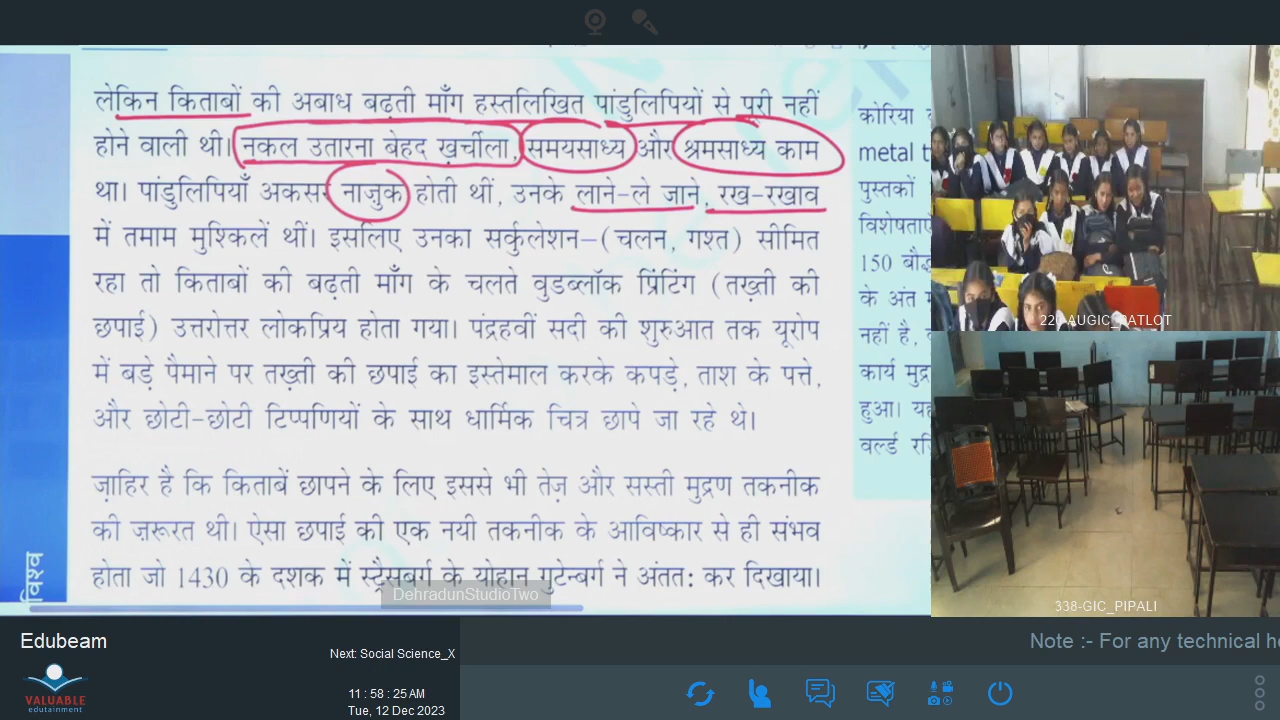 लेकिन किताबों की अबाध बढ़ती माँग हस्तलिखित पांडुलिपियों से पूरी नहीं
होने वाली थी। नकल उतारना बेहद ख़र्चीला, समयसाध्य और श्रमसाध्य काम
था। पांडुलिपियाँ अकसर नाज़ुक होती थीं, उनके लाने-ले जाने, रख-रखाव
में तमाम मुश्किलें थीं। इसलिए उनका सर्कुलेशन–(चलन, गश्त) सीमित
रहा तो किताबों की बढ़ती माँग के चलते वुडब्लॉक प्रिंटिंग (तख़्ती की
छपाई) उत्तरोत्तर लोकप्रिय होता गया। पंद्रहवीं सदी की शुरुआत तक यूरोप
में बड़े पैमाने पर तख़्ती की छपाई का इस्तेमाल करके कपड़े, ताश के पत्ते,
और छोटी-छोटी टिप्पणियों के साथ धार्मिक चित्र छापे जा रहे थे।
ज़ाहिर है कि किताबें छापने के लिए इससे भी तेज़ और सस्ती मुद्रण तकनीक
की ज़रूरत थी। ऐसा छपाई की एक नयी तकनीक के आविष्कार से ही संभव
होता जो 1430 के दशक में स्ट्रैसबर्ग के योहान गुटेन्बर्ग ने अंतत: कर दिखाया।
विश्व
कोरिया
metal t
पुस्तकों
विशेषताएँ
150 बौद्ध
के अंत
नहीं है,
कार्य मुद्र
हुआ। यह
वर्ल्ड रजि
220-AUGIC_PATLOT
338-GIC_PIPALI
DehradunStudioTwo
Edubeam
VALUABLE
edutainment
Next: Social Science_X
11 : 58 : 25 AM
Tue, 12 Dec 2023
Note :- For any technical he